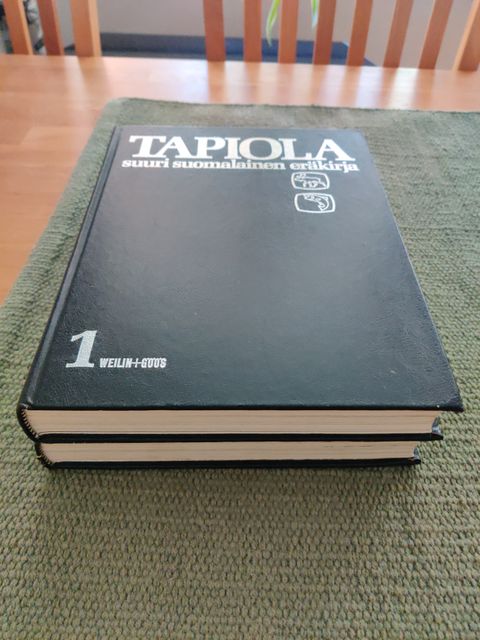 TAPIOLA
suuri suomalainen eräkirja
1 WEILIN+GÖÖS